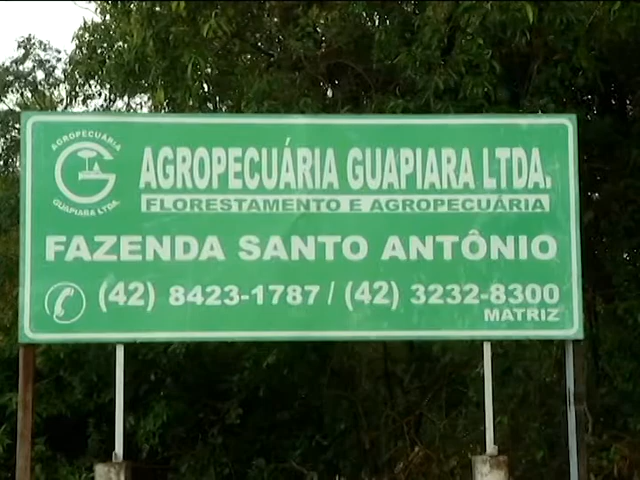 AGROPECUÁRIA
GUAPIARA LTDA.
AGROPECUÁRIA GUAPIARA LTDA.
FLORESTAMENTO E AGROPECUÁRIA
FAZENDA SANTO ANTÔNIO
(42) 8423-1787 / (42) 3232-8300
MATRIZ